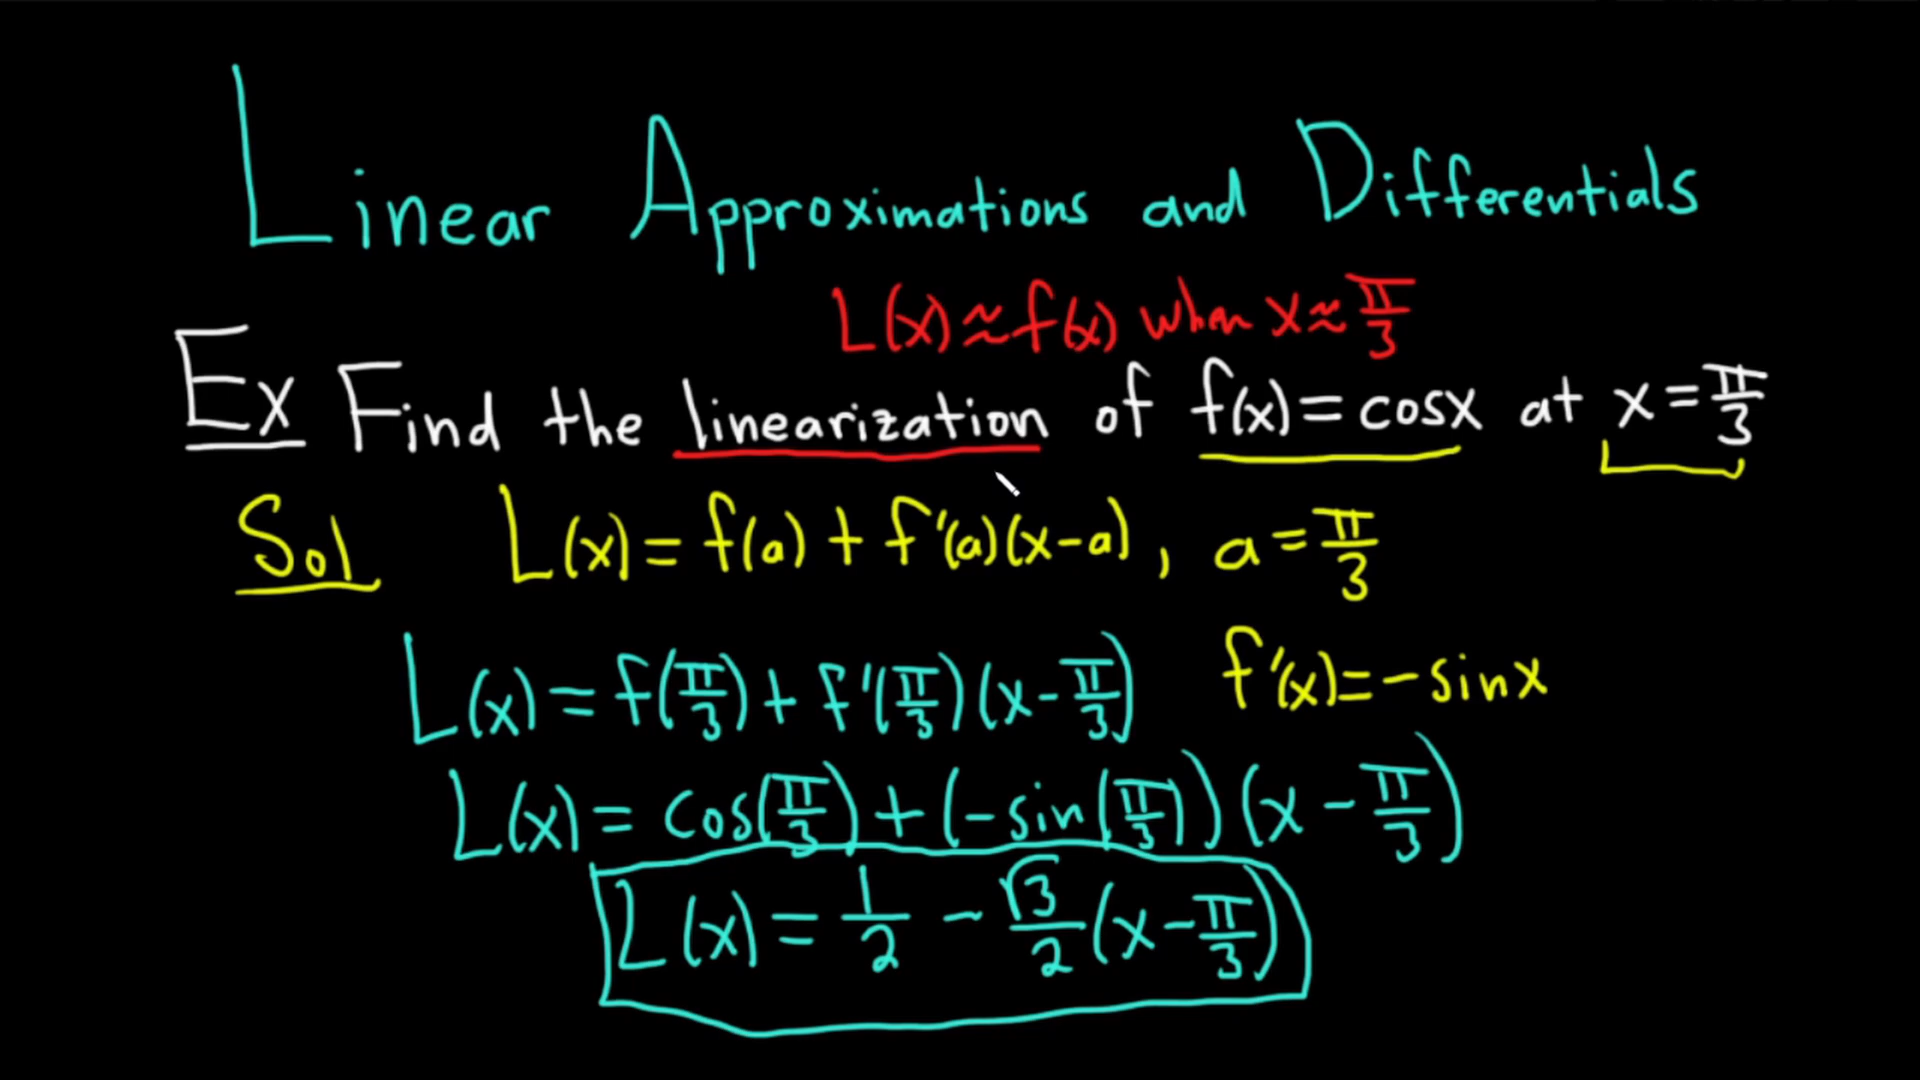 Linear Approximations and Differentials
L(x)≈f(x) when x≈π/3
Ex Find the linearization of f(x)=cosx at x=π/3
Sol L(x)=f(a)+f'(a)(x-a), a=π/3
L(x)=f(π/3)+f'(π/3)(x-π/3) f'(x)=-sinx
L(x)=cos(π/3)+(-sin(π/3))(x-π/3)
L(x)=1/2-√3/2(x-π/3)